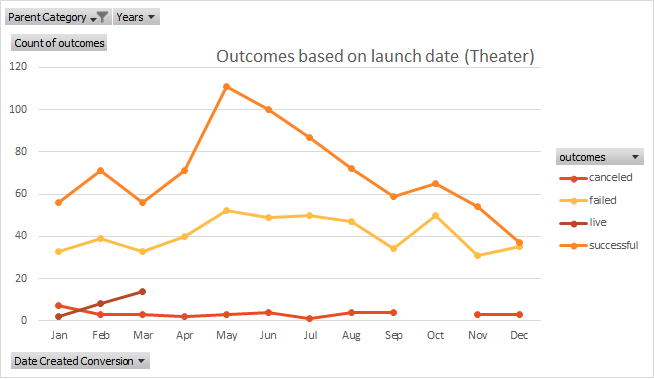 Parent Category Years
Count of outcomes
Outcomes based on launch date (Theater)
120
100
80
60
40
20
0
Jan Feb Mar Apr May Jun Jul Aug Sep Oct Nov Dec
outcomes
canceled
failed
live
successful
Date Created Conversion